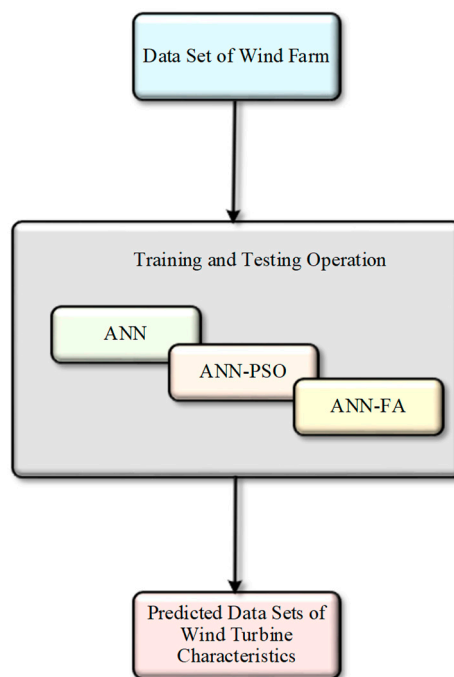 Data Set of Wind Farm
Training and Testing Operation
ANN
ANN-PSO
ANN-FA
Predicted Data Sets of
Wind Turbine
Characteristics